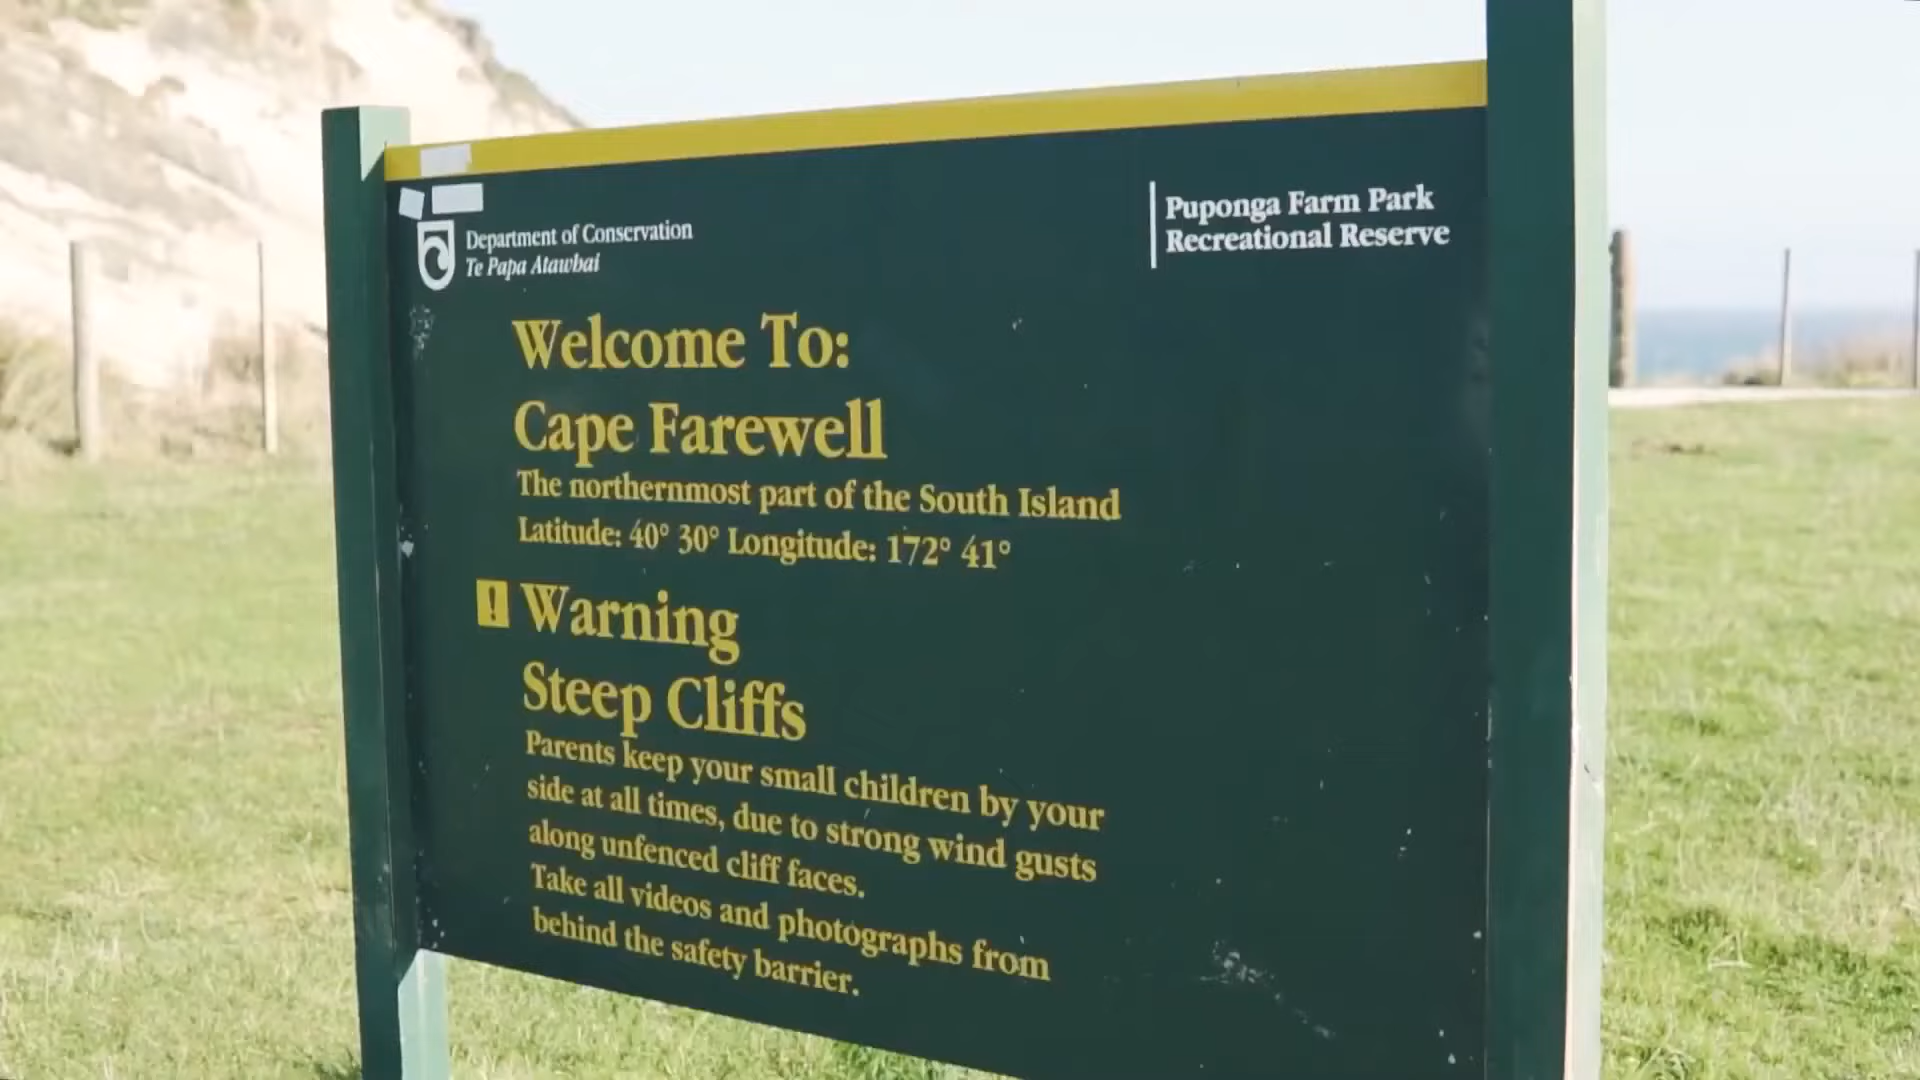 Department of Conservation
Te Papa Atawhai
Puponga Farm Park
Recreational Reserve
Welcome To:
Cape Farewell
The northernmost part of the South Island
Latitude: 40° 30° Longitude: 172° 41°
! Warning
Steep Cliffs
Parents keep your small children by your
side at all times, due to strong wind gusts
along unfenced cliff faces.
Take all videos and photographs from
behind the safety barrier.